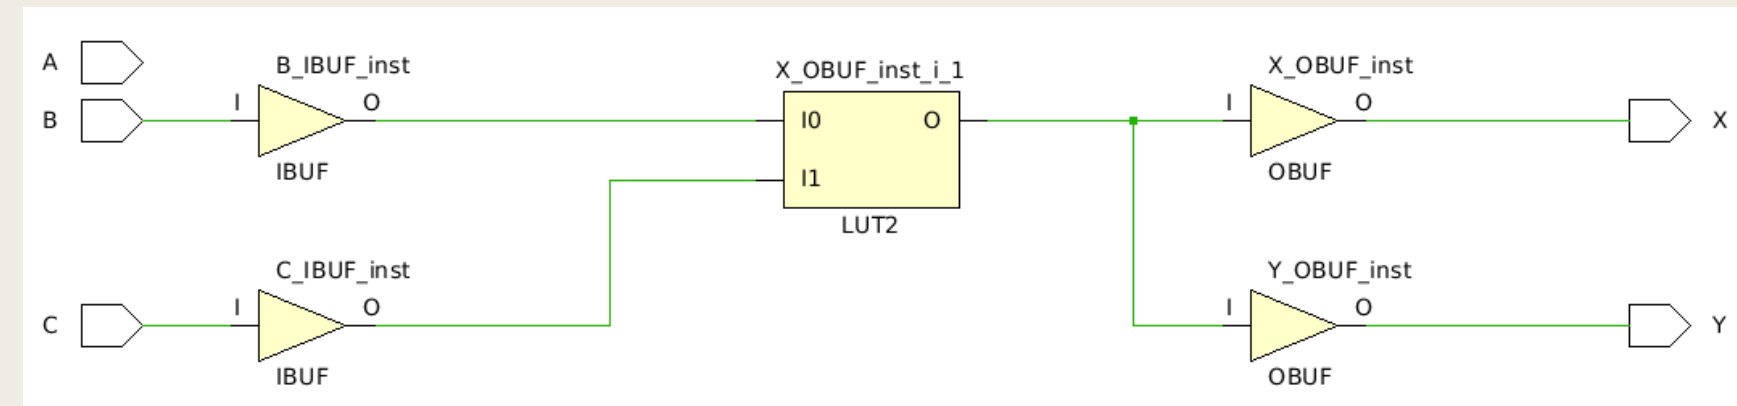 A
B_IBUF_inst
X_OBUF_inst_i_1
X_OBUF_inst
B
I
O
I0
O
I
O
X
IBUF
I1
OBUF
LUT2
C_IBUF_inst
Y_OBUF_inst
C
I
O
I
O
Y
IBUF
OBUF